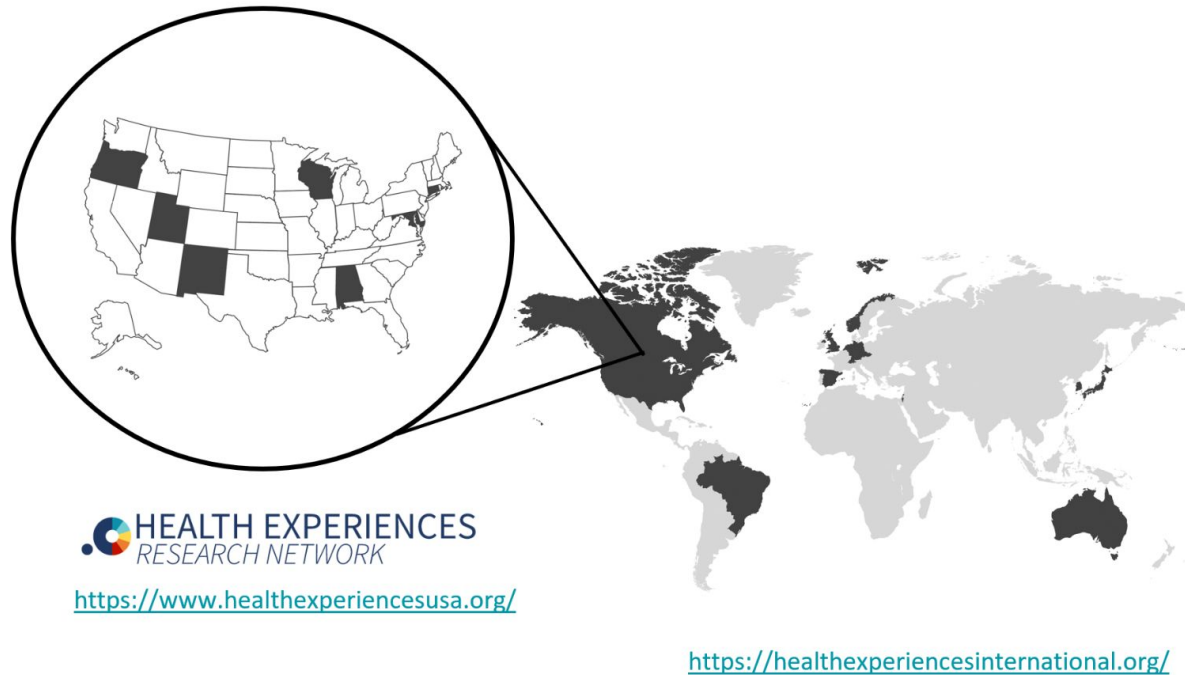 HEALTH EXPERIENCES
RESEARCH NETWORK
https://www.healthexperiencesusa.org/
https://healthexperiencesinternational.org/